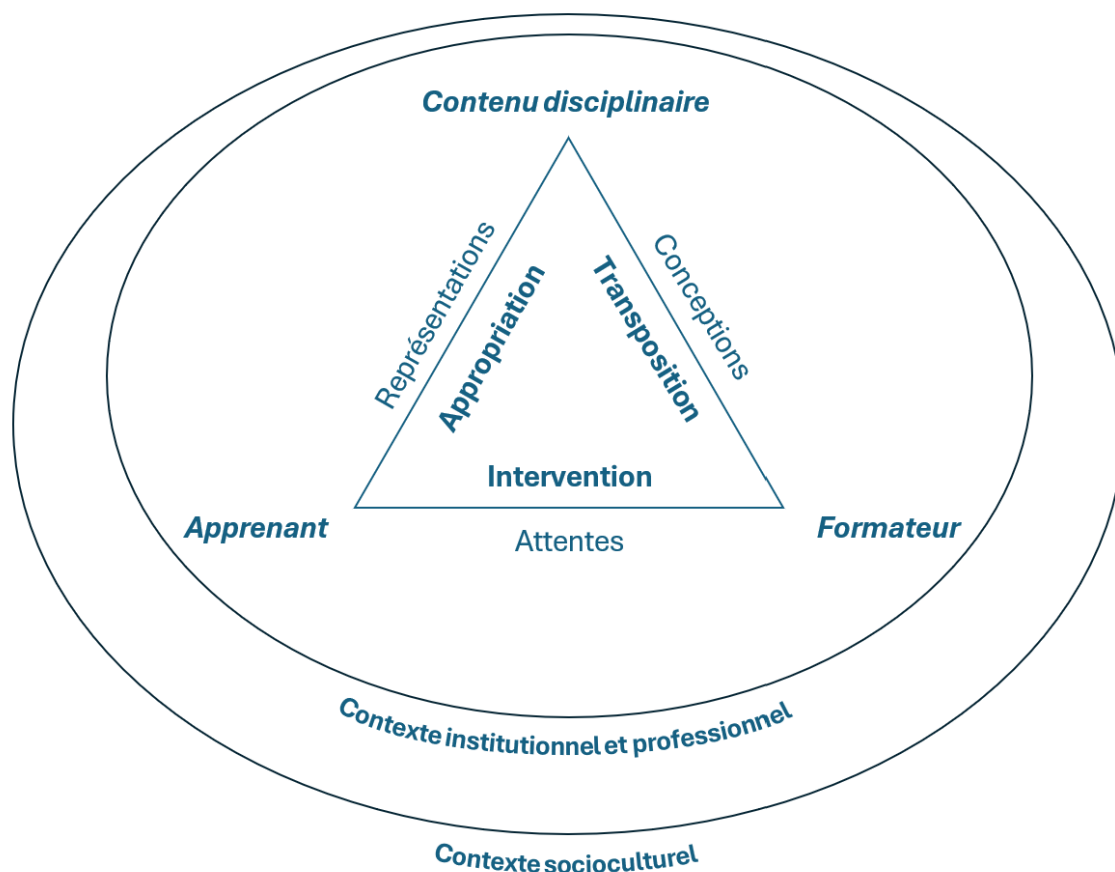 Contenu disciplinaire
Représentations
Appropriation
Transposition
Conceptions
Intervention
Apprenant
Attentes
Formateur
Contexte institutionnel et professionnel
Contexte socioculturel